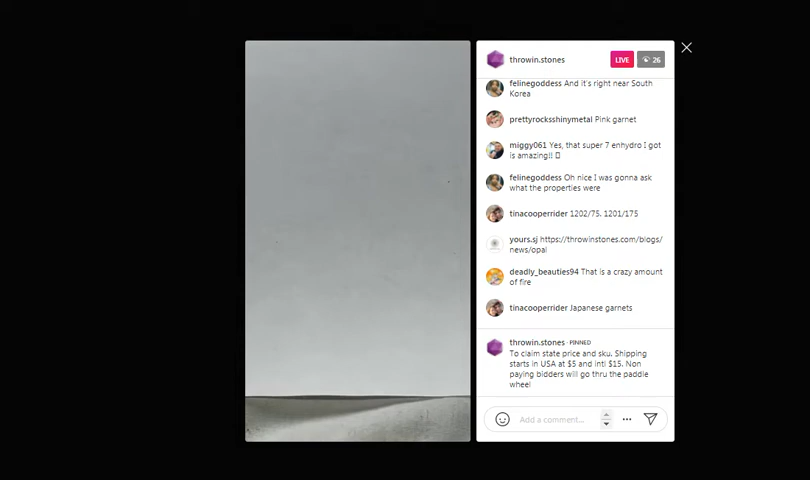 throwin.stones
LIVE
26
felinegoddess And it's right near South
Korea
prettyrocksshinymetal Pink garnet
miggy061 Yes, that super 7 enhydro I got
is amazing!!
felinegoddess Oh nice I was gonna ask
what the properties were
tinacooperrider 1202/75. 1201/175
yours.sj https://throwinstones.com/blogs/
news/opal
deadly_beauties94 That is a crazy amount
of fire
tinacooperrider Japanese garnets
throwin.stones · PINNED
To claim state price and sku. Shipping
starts in USA at $5 and intl $15. Non
paying bidders will go thru the paddle
wheel
Add a comment...